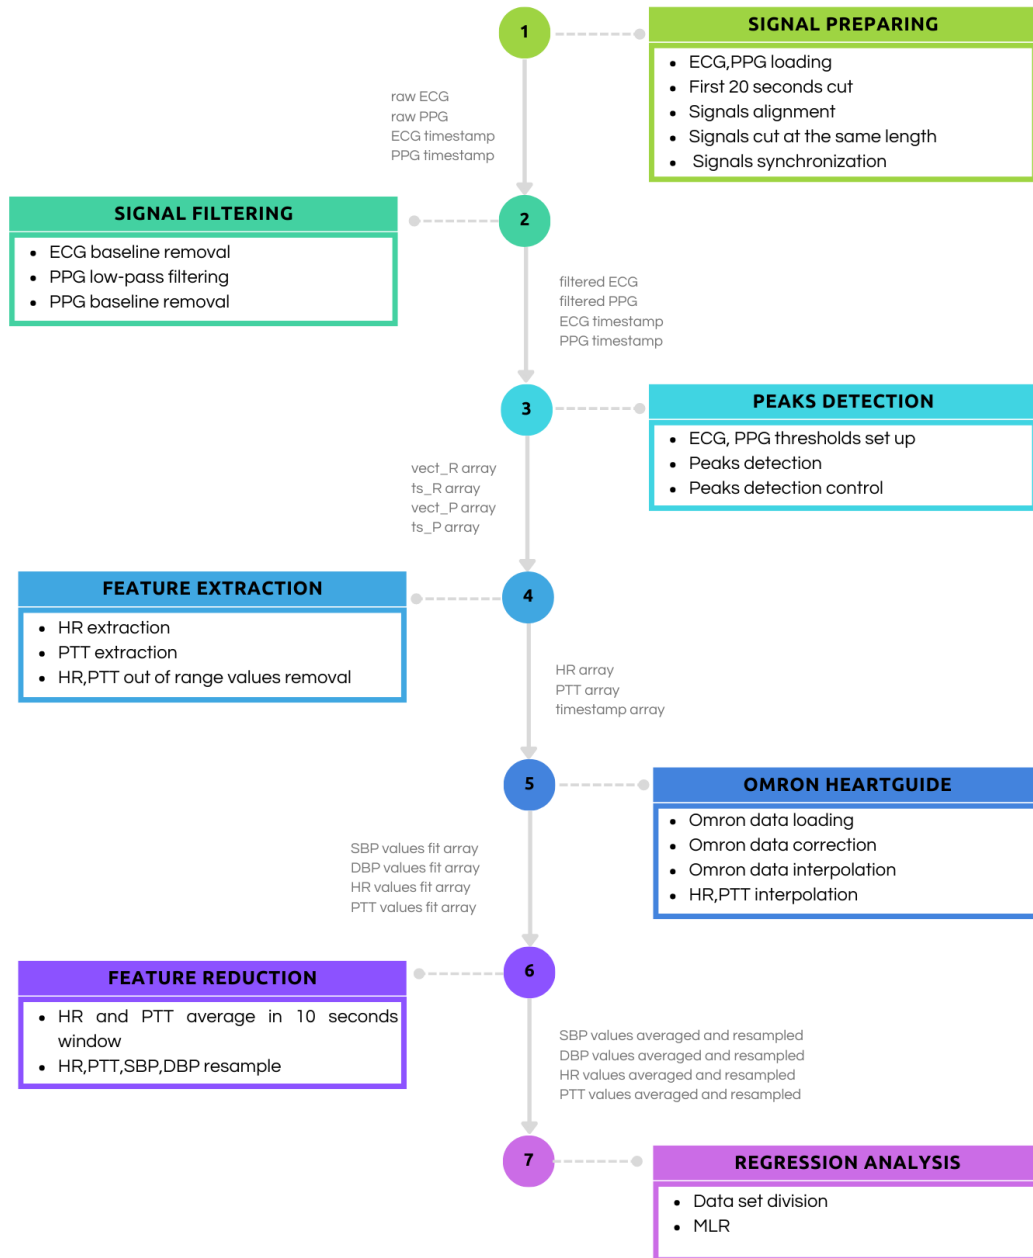 1
SIGNAL PREPARING
• ECG,PPG loading
• First 20 seconds cut
• Signals alignment
• Signals cut at the same length
• Signals synchronization
raw ECG
raw PPG
ECG timestamp
PPG timestamp
2
SIGNAL FILTERING
• ECG baseline removal
• PPG low-pass filtering
• PPG baseline removal
filtered ECG
filtered PPG
ECG timestamp
PPG timestamp
3
PEAKS DETECTION
• ECG, PPG thresholds set up
• Peaks detection
• Peaks detection control
vect_R array
ts_R array
vect_P array
ts_P array
4
FEATURE EXTRACTION
• HR extraction
• PTT extraction
• HR,PTT out of range values removal
HR array
PTT array
timestamp array
5
OMRON HEARTGUIDE
• Omron data loading
• Omron data correction
• Omron data interpolation
• HR,PTT interpolation
SBP values fit array
DBP values fit array
HR values fit array
PTT values fit array
6
FEATURE REDUCTION
• HR and PTT average in 10 seconds
window
• HR,PTT,SBP,DBP resample
SBP values averaged and resampled
DBP values averaged and resampled
HR values averaged and resampled
PTT values averaged and resampled
7
REGRESSION ANALYSIS
• Data set division
• MLR